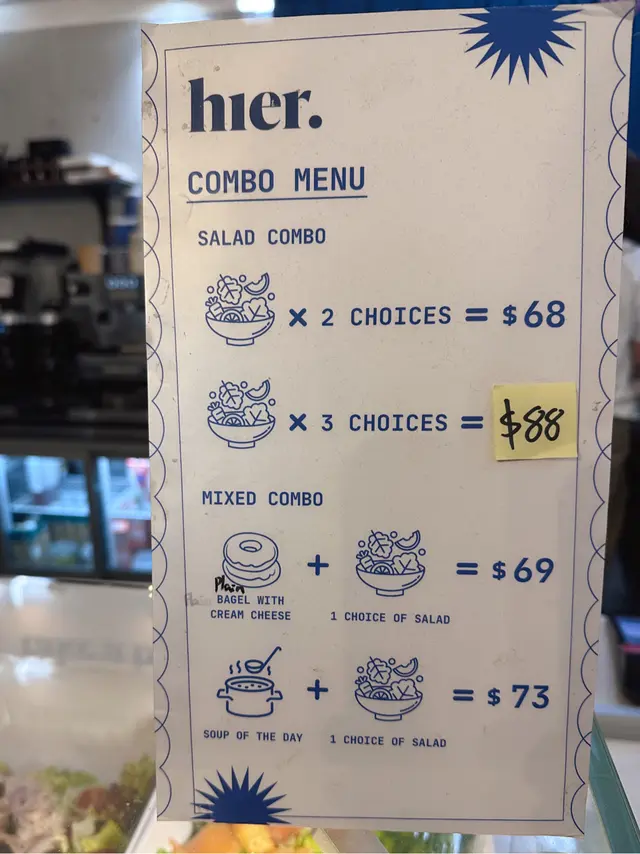 hıer.
COMBO MENU
SALAD COMBO
× 2 CHOICES = $68
× 3 CHOICES = $88
MIXED COMBO
+ = $69
Plain
BAGEL WITH
CREAM CHEESE
1 CHOICE OF SALAD
+ = $ 73
SOUP OF THE DAY
1 CHOICE OF SALAD